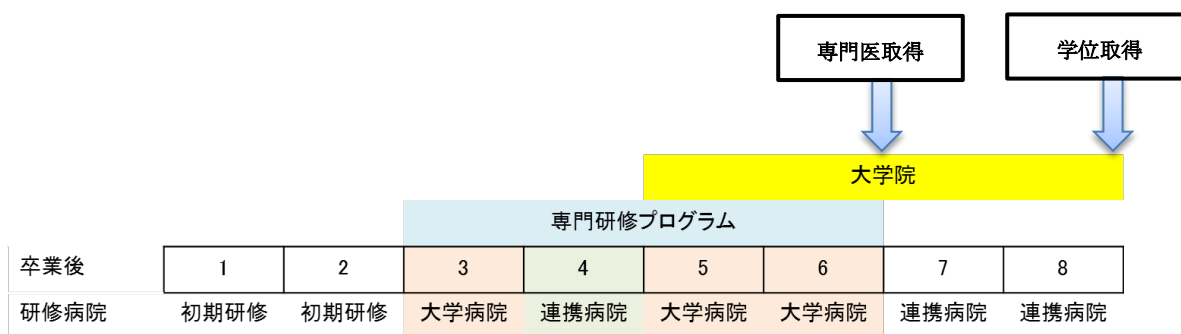 専門医取得 学位取得
大学院
専門研修プログラム
卒業後 1 2 3 4 5 6 7 8
研修病院 初期研修 初期研修 大学病院 連携病院 大学病院 大学病院 連携病院 連携病院